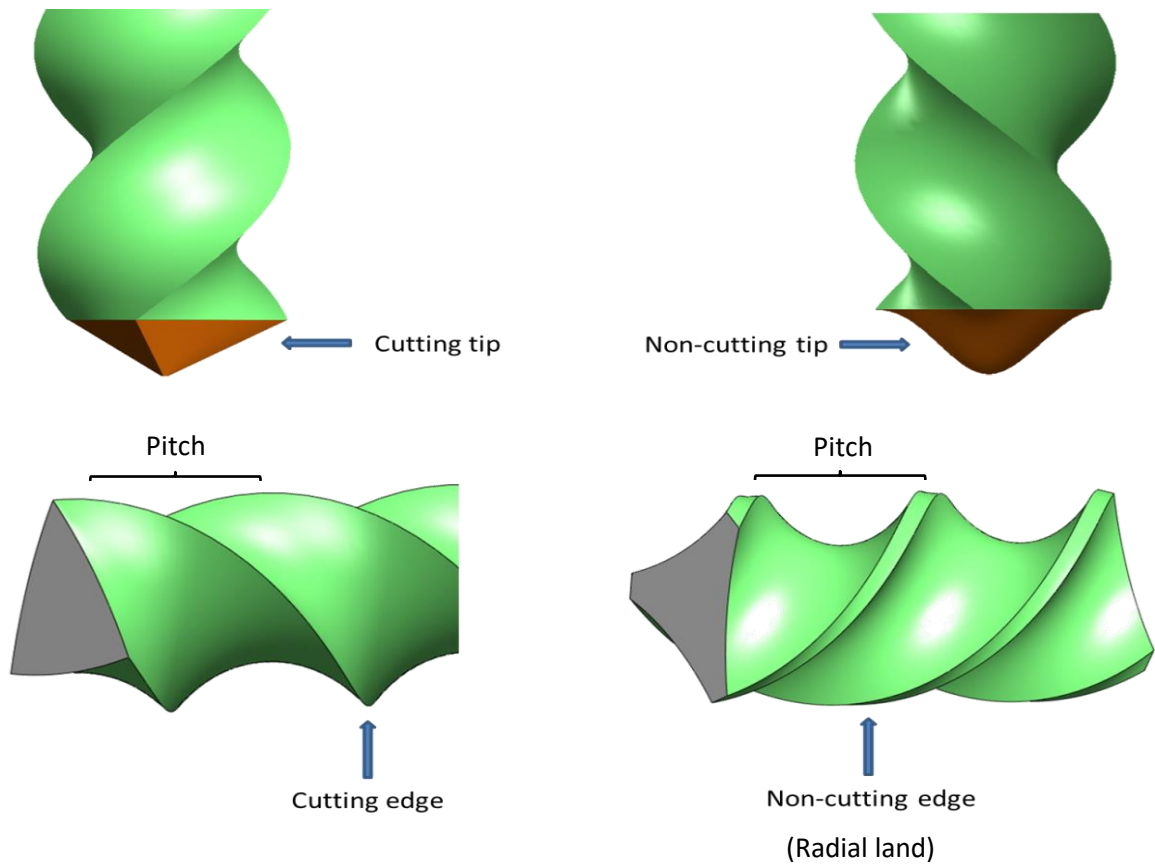 Cutting tip
Non-cutting tip
Pitch
Pitch
Cutting edge
Non-cutting edge
(Radial land)